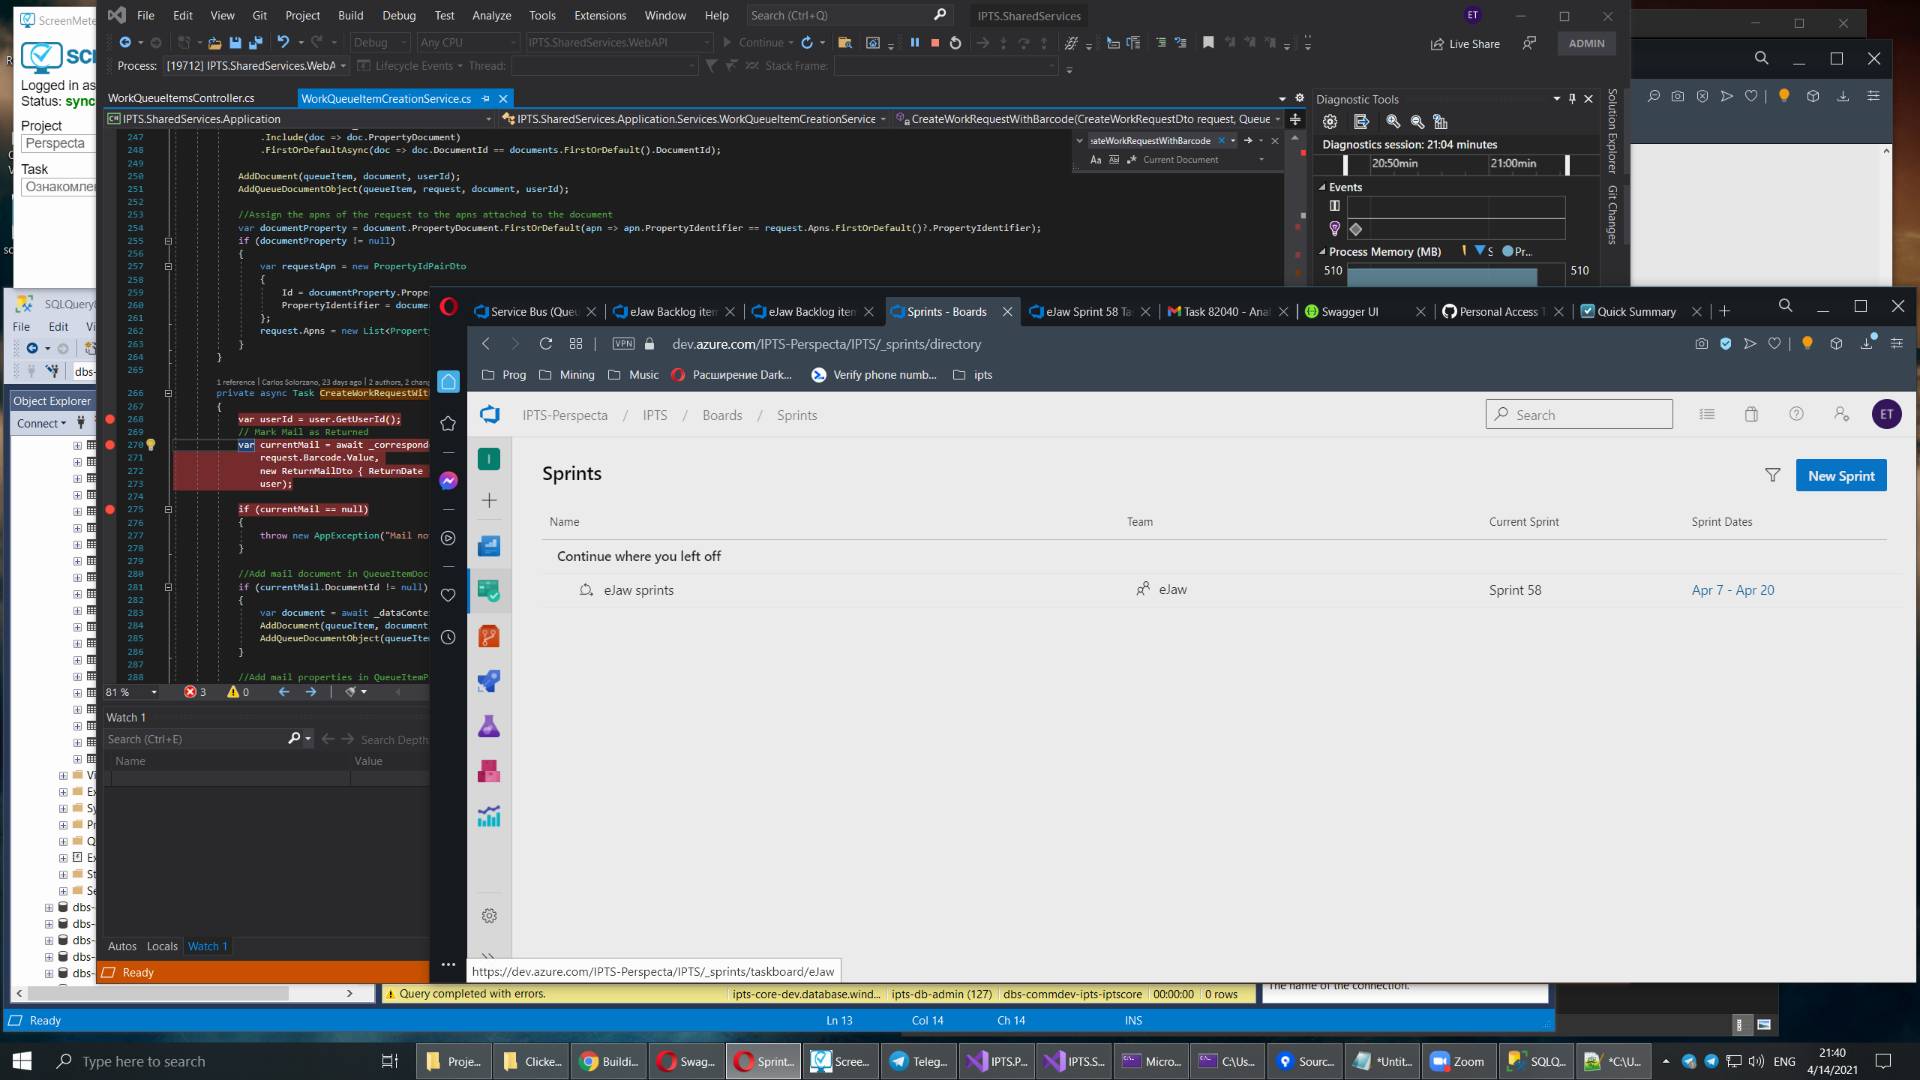 ScreenMete
Logged in as
Status: sync
Project
Perspecta
Task
Ознакомлен
File Edit View Git Project Build Debug Test Analyze Tools Extensions Window Help
Search (Ctrl+Q)
IPTS.SharedServices
ET
Debug
Any CPU
IPTS.SharedServices.WebAPI
Continue
Live Share
ADMIN
Process: [19712] IPTS.SharedServices.WebA
Lifecycle Events
Thread:
Stack Frame:
WorkQueueItemsController.cs
WorkQueueItemCreationService.cs
IPTS.SharedServices.Application
IPTS.SharedServices.Application.Services.WorkQueueItemCreationService
CreateWorkRequestWithBarcode(CreateWorkRequestDto request, Queue
ateWorkRequestWithBarcode
Aa
Current Document
247 .Include(doc => doc.PropertyDocument)
248 .FirstOrDefaultAsync(doc => doc.DocumentId == documents.FirstOrDefault().DocumentId);
249
250 AddDocument(queueItem, document, userId);
251 AddQueueDocumentObject(queueItem, request, document, userId);
252
253 //Assign the apns of the request to the apns attached to the document
254 var documentProperty = document.PropertyDocument.FirstOrDefault(apn => apn.PropertyIdentifier == request.Apns.FirstOrDefault()?.PropertyIdentifier);
255 if (documentProperty != null)
256 {
257 var requestApn = new PropertyIdPairDto
258 {
259 Id = documentProperty.Prope
260 PropertyIdentifier = docume
261 };
262 request.Apns = new List<Propert
263 }
264 }
265
1 reference | Carlos Solorzano, 23 days ago | 2 authors, 2 chang
266 private async Task CreateWorkRequestWit
267 {
268 var userId = user.GetUserId();
269 // Mark Mail as Returned
270 var currentMail = await _correspond
271 request.Barcode.Value,
272 new ReturnMailDto { ReturnDate
273 user);
274
275 if (currentMail == null)
276 {
277 throw new AppException("Mail no
278 }
279
280 //Add mail document in QueueItemDoc
281 if (currentMail.DocumentId != null)
282 {
283 var document = await _dataConte
284 AddDocument(queueItem, document
285 AddQueueDocumentObject(queueIte
286 }
287
288 //Add mail properties in QueueItemP
81 %
3
0
Watch 1
Search (Ctrl+E)
Search Depth:
Name Value
Autos Locals Watch 1
Ready
Diagnostic Tools
Diagnostics session: 21:04 minutes
20:50min 21:00min
Events
Process Memory (MB)
S
Pr...
510 510
Solution Explorer
Git Changes
SQLQuery
File Edit Vi
dbs-
Object Explorer
Connect
Vi
Ex
Sy
Pr
Q
Ex
St
Se
dbs-
dbs-
dbs-
dbs-
dbs-
Service Bus (Queu
eJaw Backlog item
eJaw Backlog item
Sprints - Boards
eJaw Sprint 58 Ta
Task 82040 - Anal
Swagger UI
Personal Access T
Quick Summary
VPN
dev.azure.com/IPTS-Perspecta/IPTS/_sprints/directory
Prog
Mining
Music
Расширение Dark...
Verify phone numb...
ipts
IPTS-Perspecta / IPTS / Boards / Sprints
Search
ET
I
Sprints
New Sprint
Name Team Current Sprint Sprint Dates
Continue where you left off
eJaw sprints eJaw Sprint 58 Apr 7 - Apr 20
https://dev.azure.com/IPTS-Perspecta/IPTS/_sprints/taskboard/eJaw
Query completed with errors.
ipts-core-dev.database.wind...
ipts-db-admin (127)
dbs-commdev-ipts-iptscore
00:00:00
0 rows
The name of the connection.
Ready
Ln 13
Col 14
Ch 14
INS
Type here to search
Proje...
Clicke...
Buildi...
Swag...
Sprint...
Scree...
Teleg...
IPTS.P...
IPTS.S...
Micro...
C:\Us...
Sourc...
*Untit...
Zoom
SQLQ...
*C:\U...
ENG
21:40
4/14/2021